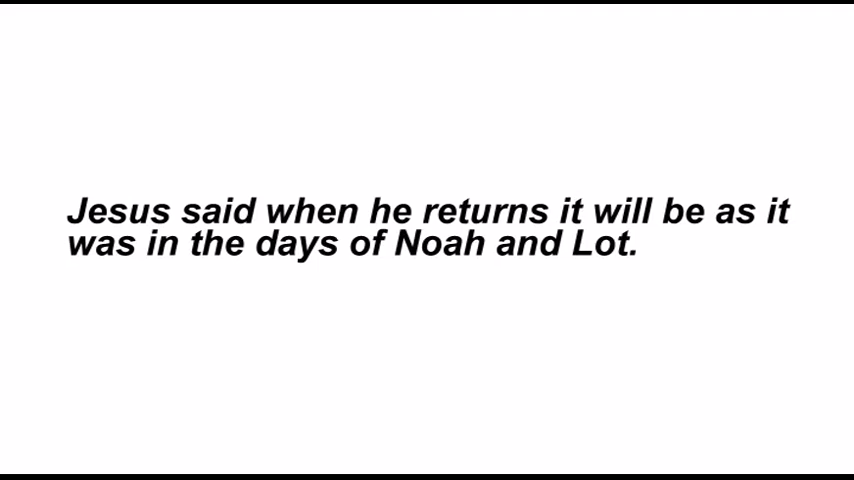 Jesus said when he returns it will be as it
was in the days of Noah and Lot.